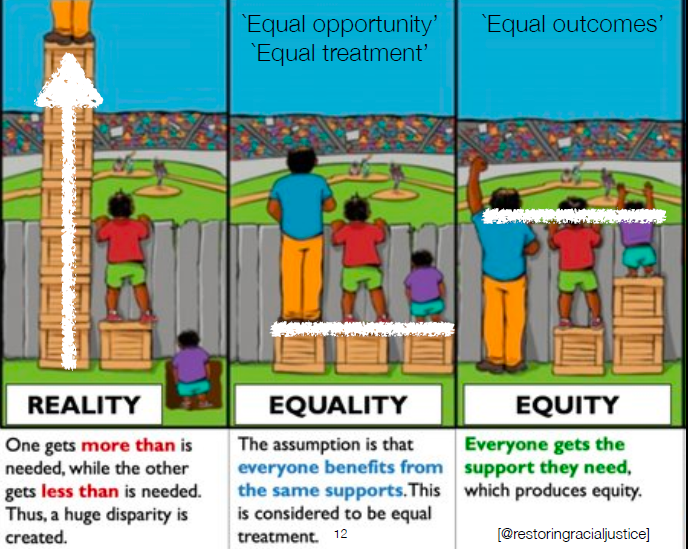 `Equal opportunity’
`Equal treatment’
`Equal outcomes’
REALITY
One gets more than is
needed, while the other
gets less than is needed.
Thus, a huge disparity is
created.
EQUALITY
The assumption is that
everyone benefits from
the same supports. This
is considered to be equal
treatment.
12
EQUITY
Everyone gets the
support they need,
which produces equity.
[@restoringracialjustice]